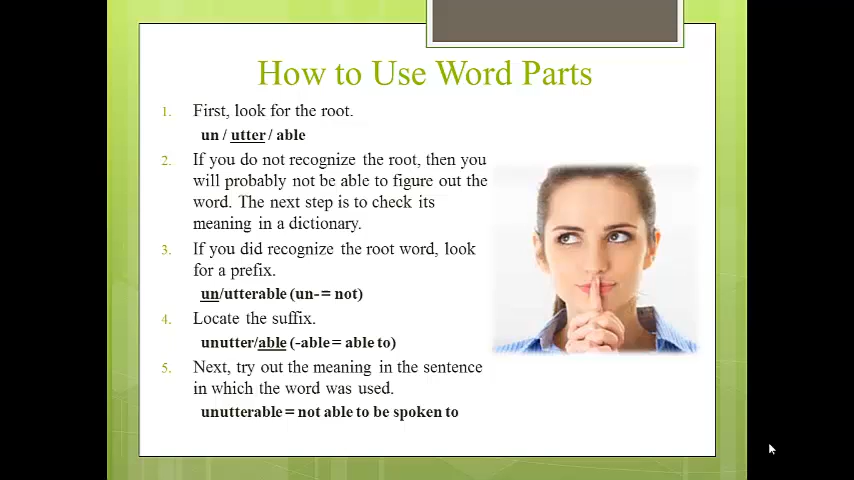 How to Use Word Parts
1. First, look for the root.
un / utter / able
2. If you do not recognize the root, then you
will probably not be able to figure out the
word. The next step is to check its
meaning in a dictionary.
3. If you did recognize the root word, look
for a prefix.
un/utterable (un- = not)
4. Locate the suffix.
unutter/able (-able = able to)
5. Next, try out the meaning in the sentence
in which the word was used.
unutterable = not able to be spoken to